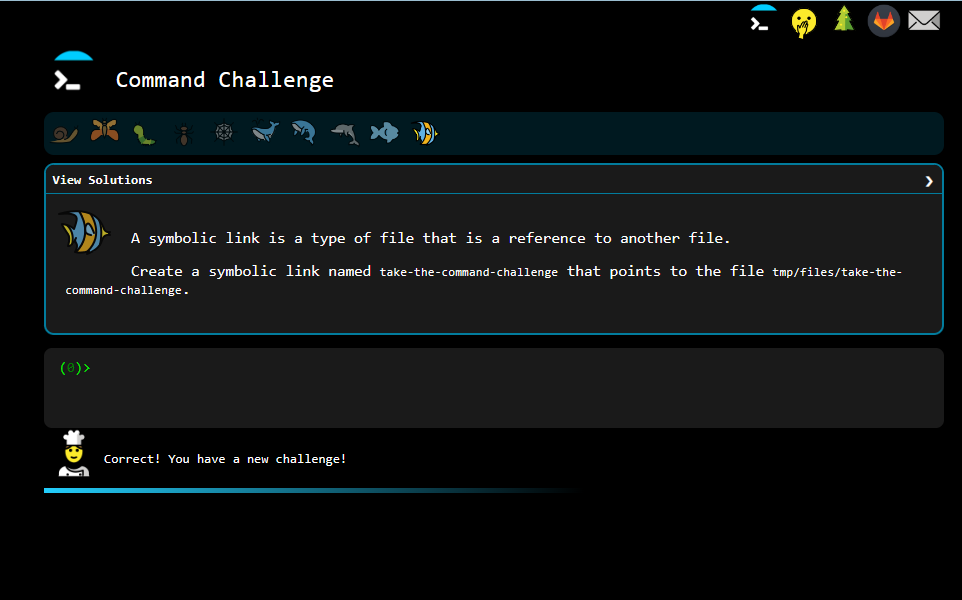 Command Challenge
View Solutions
A symbolic link is a type of file that is a reference to another file.
Create a symbolic link named take-the-command-challenge that points to the file tmp/files/take-the-
command-challenge.
(0)>
Correct! You have a new challenge!